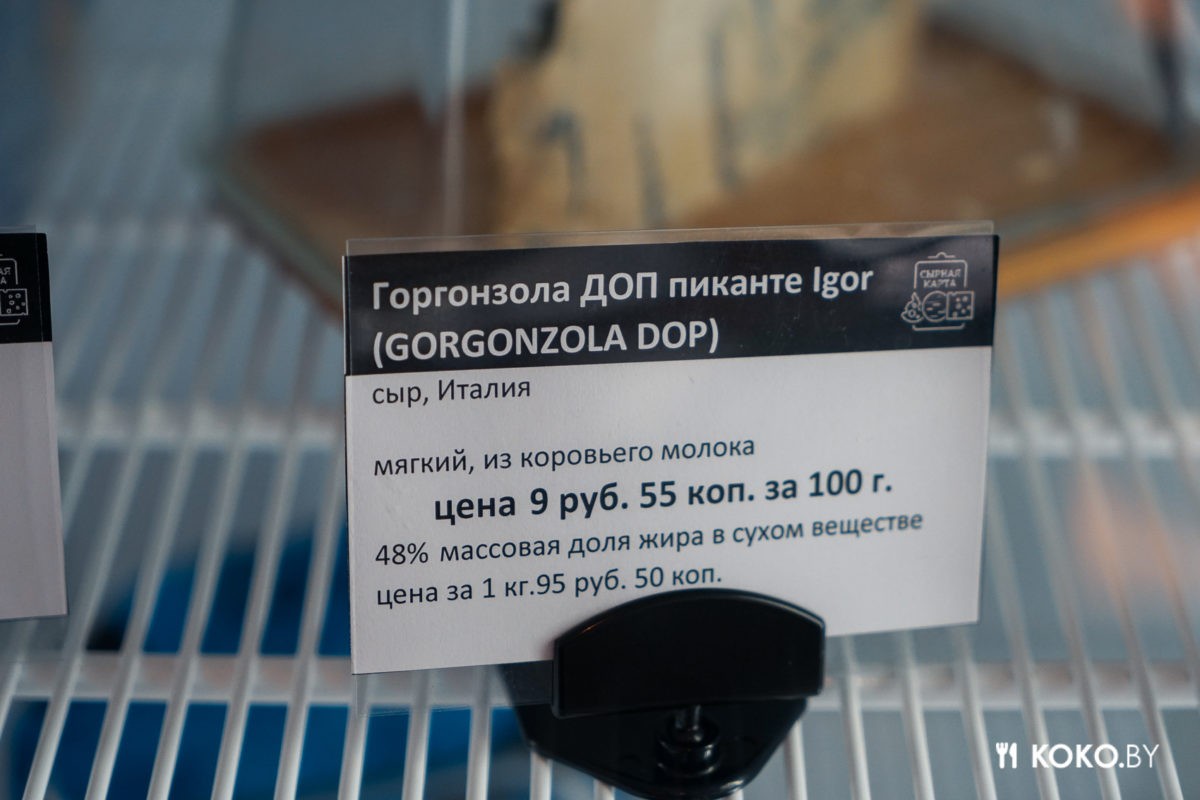 Горгонзола ДОП пиканте Igor
(GORGONZOLA DOP)
СЫРНАЯ
КАРТА
сыр, Италия
мягкий, из коровьего молока
цена 9 руб. 55 коп. за 100 г.
48% массовая доля жира в сухом веществе
цена за 1 кг.95 руб. 50 коп.
KOKO.BY